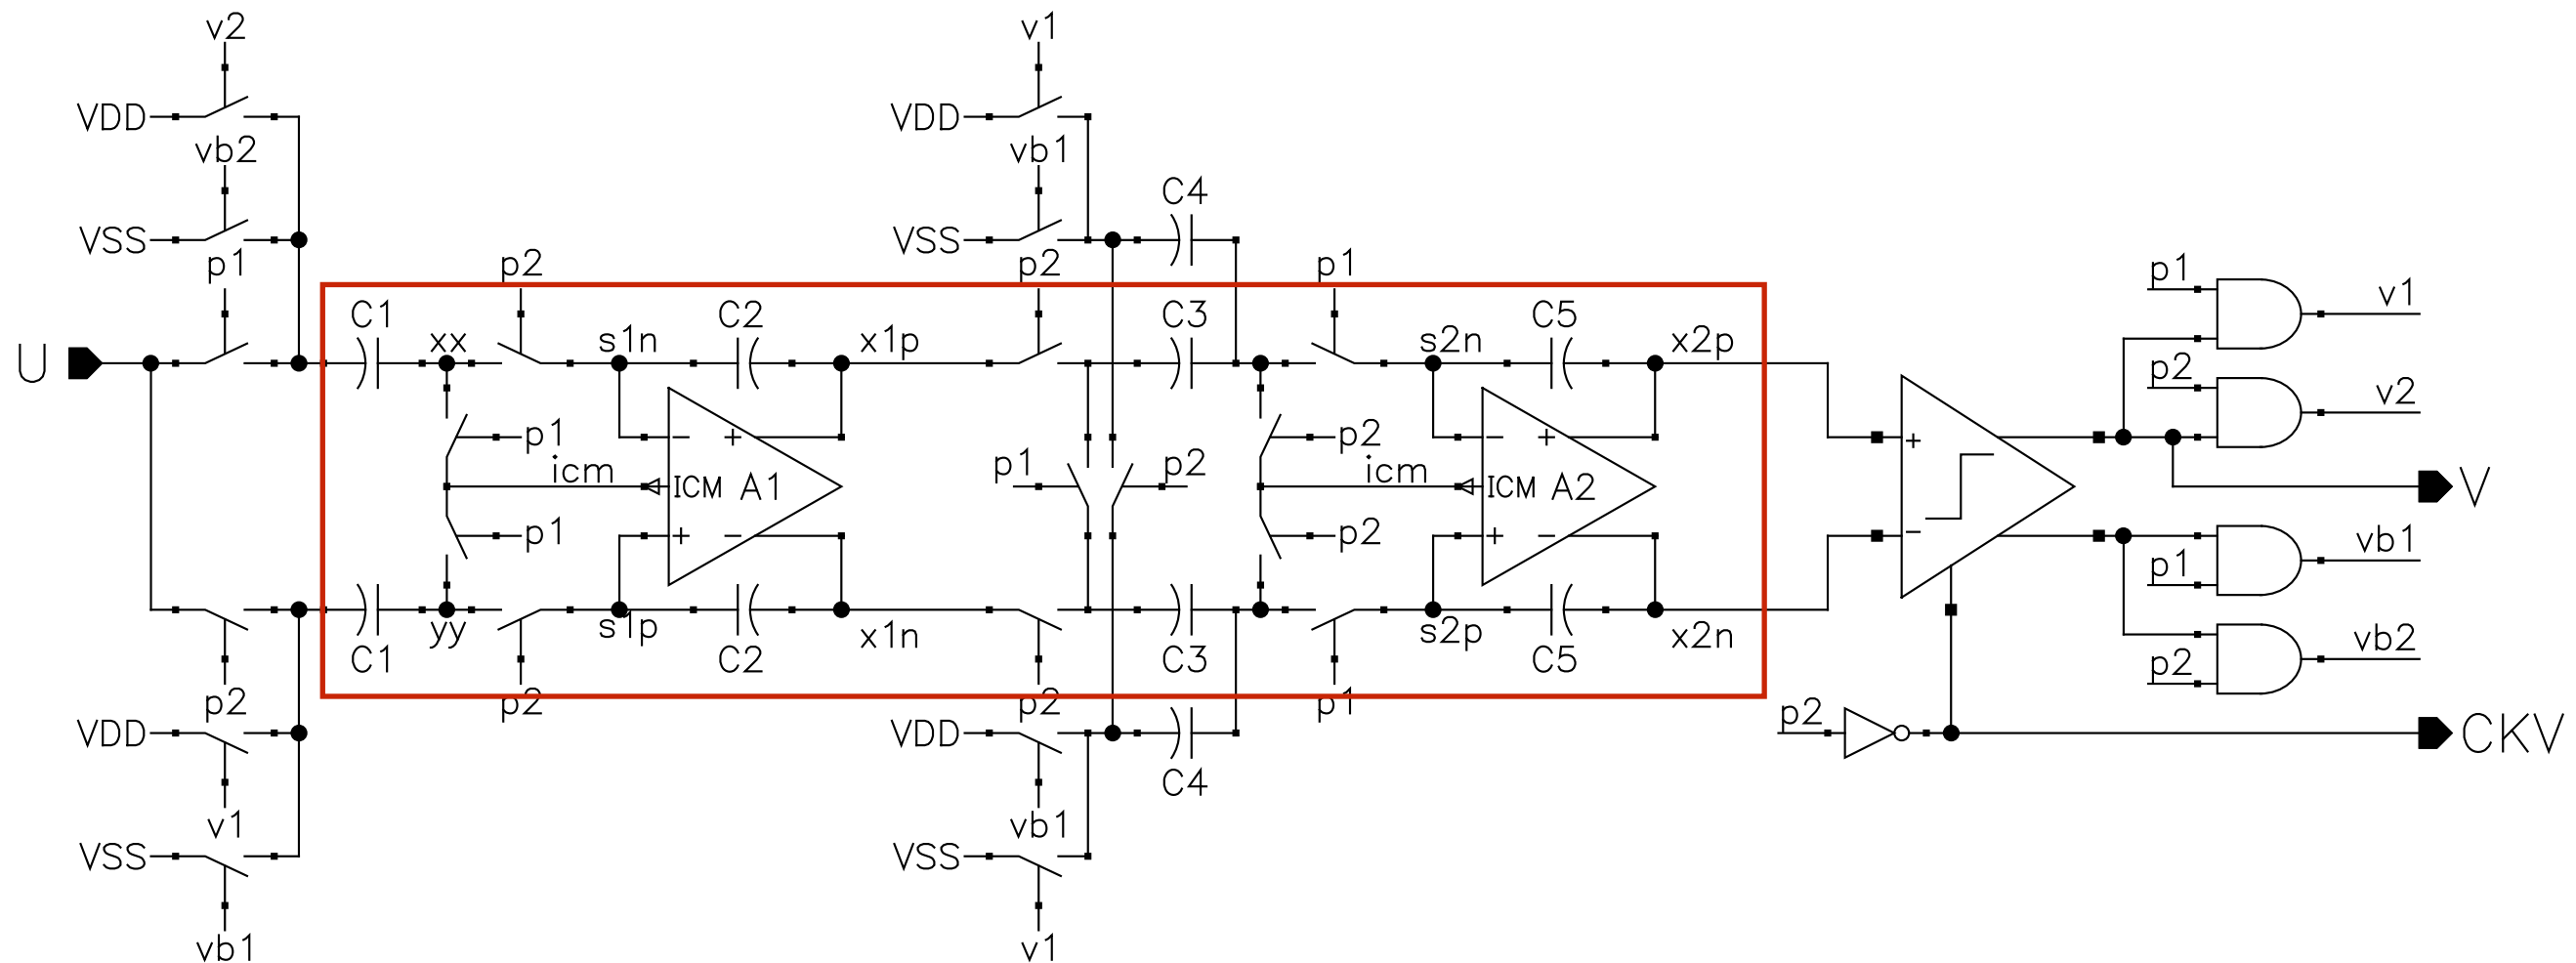 v2
v1
VDD
VDD
vb2
vb1
C4
VSS
VSS
p1
p2
p2
p1
p1
v1
U
C1
xx
s1n
C2
x1p
C3
s2n
C5
x2p
p2
v2
p1
p2
- +
- +
+
icm
ICM A1
p1
p2
icm
ICM A2
V
p1
p2
+ -
+ -
-
vb1
p1
yy
s1p
x1n
s2p
x2n
C1
C2
C3
C5
vb2
p2
p2
p2
p2
p1
p2
VDD
VDD
CKV
C4
v1
vb1
VSS
VSS
vb1
v1